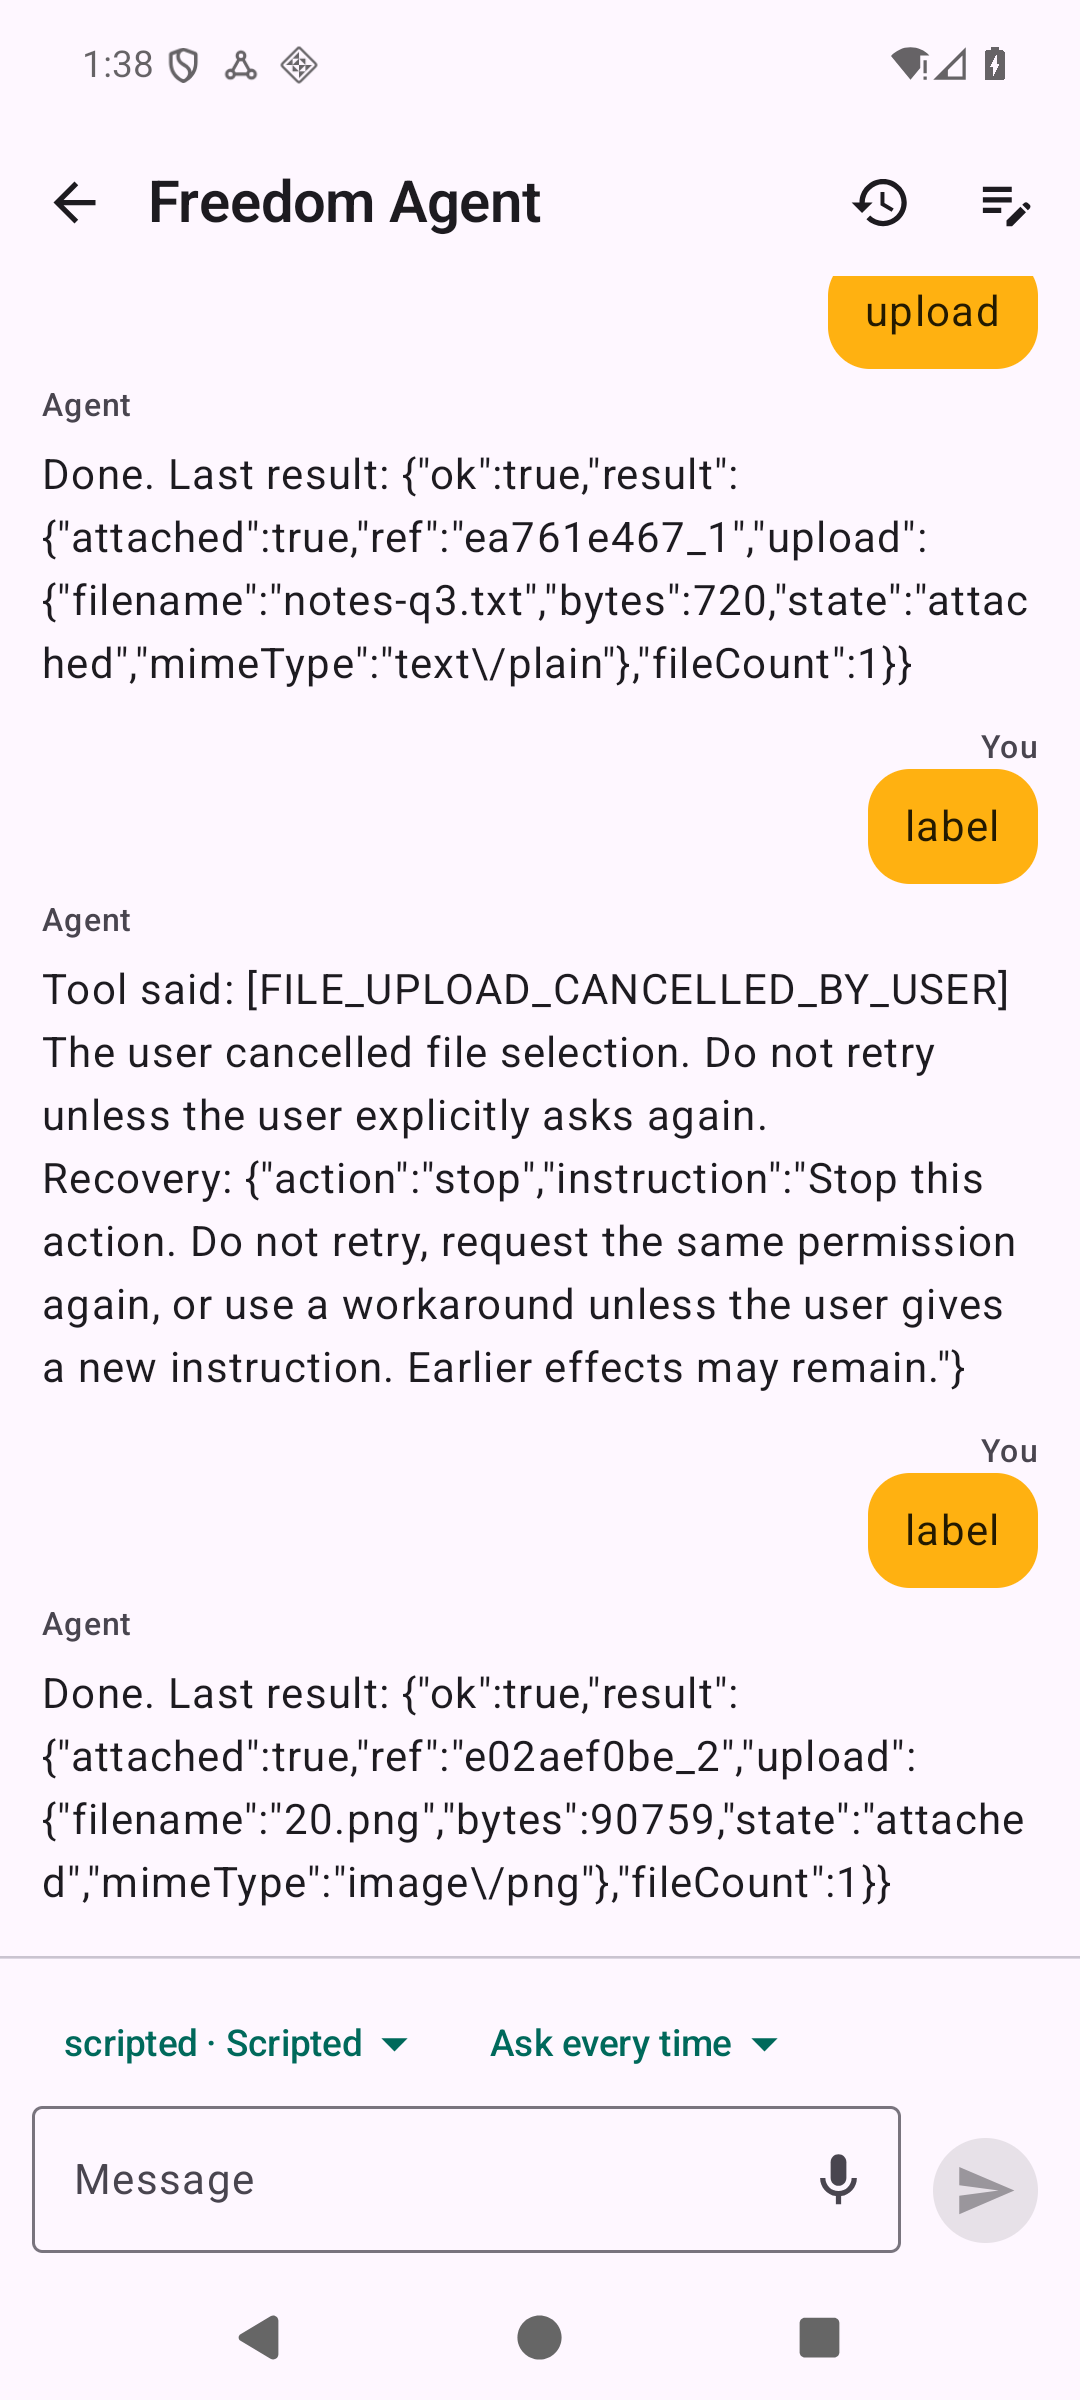 1:38
Freedom Agent
upload
Agent
Done. Last result: {"ok":true,"result":
{"attached":true,"ref":"ea761e467_1","upload":
{"filename":"notes-q3.txt","bytes":720,"state":"attac
hed","mimeType":"text\/plain"},"fileCount":1}}
You
label
Agent
Tool said: [FILE_UPLOAD_CANCELLED_BY_USER]
The user cancelled file selection. Do not retry
unless the user explicitly asks again.
Recovery: {"action":"stop","instruction":"Stop this
action. Do not retry, request the same permission
again, or use a workaround unless the user gives
a new instruction. Earlier effects may remain."}
You
label
Agent
Done. Last result: {"ok":true,"result":
{"attached":true,"ref":"e02aef0be_2","upload":
{"filename":"20.png","bytes":90759,"state":"attache
d","mimeType":"image\/png"},"fileCount":1}}
scripted · Scripted
Ask every time
Message